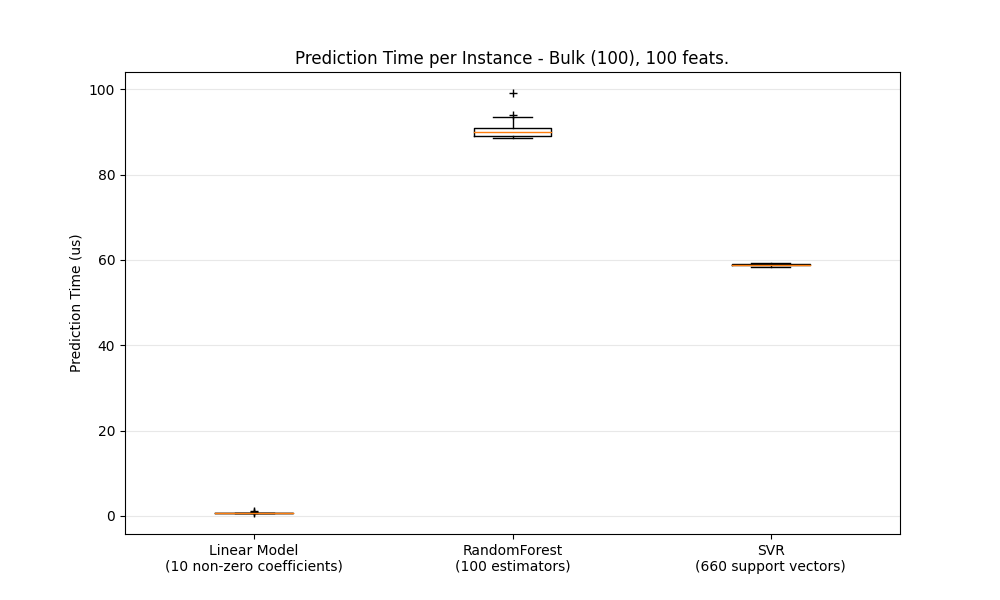 Prediction Time per Instance - Bulk (100), 100 feats.
Prediction Time (us)
100
80
60
40
20
0
Linear Model
(10 non-zero coefficients)
RandomForest
(100 estimators)
SVR
(660 support vectors)